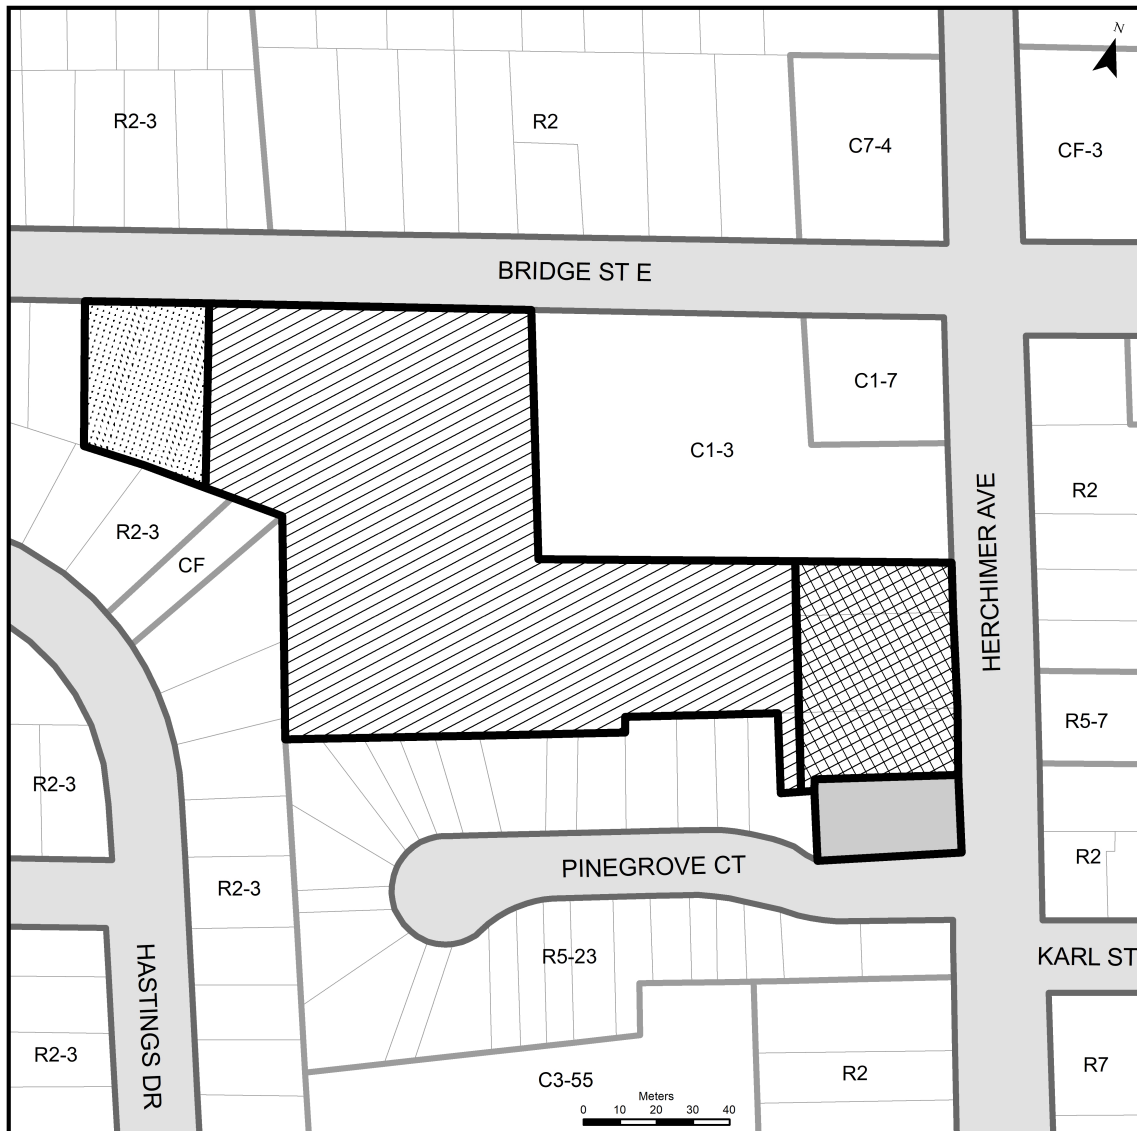 N
R2-3
R2
C7-4
CF-3
BRIDGE ST E
C1-7
C1-3
R2
HERCHIMER AVE
R2-3
CF
R5-7
R2-3
R2
PINEGROVE CT
R2-3
R5-23
KARL ST
HASTINGS DR
R2-3
C3-55
R2
R7
Meters
0 10 20 30 40